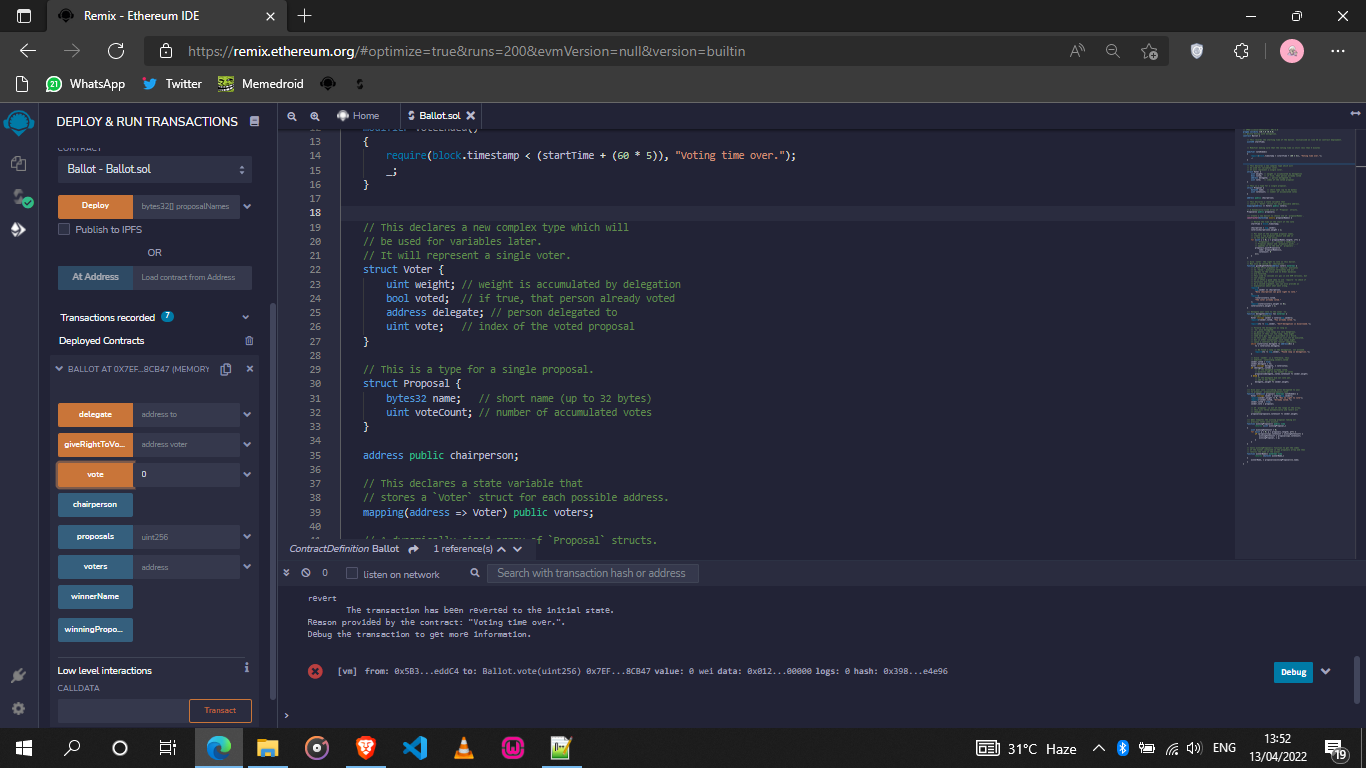 Remix - Ethereum IDE
https://remix.ethereum.org/#optimize=true&runs=200&evmVersion=null&version=builtin
21 WhatsApp Twitter Memedroid
DEPLOY & RUN TRANSACTIONS
CONTRACT
Ballot - Ballot.sol
Deploy bytes32[] proposalNames
Publish to IPFS
OR
At Address Load contract from Address
Transactions recorded 7
Deployed Contracts
BALLOT AT 0X7EF...8CB47 (MEMORY
delegate address to
giveRightToVo... address voter
vote 0
chairperson
proposals uint256
voters address
winnerName
winningPropo...
Low level interactions
CALLDATA
Transact
Home Ballot.sol
13 {
14 require(block.timestamp < (startTime + (60 * 5)), "Voting time over.");
15 _;
16 }
17
18
19 // This declares a new complex type which will
20 // be used for variables later.
21 // It will represent a single voter.
22 struct Voter {
23 uint weight; // weight is accumulated by delegation
24 bool voted; // if true, that person already voted
25 address delegate; // person delegated to
26 uint vote; // index of the voted proposal
27 }
28
29 // This is a type for a single proposal.
30 struct Proposal {
31 bytes32 name; // short name (up to 32 bytes)
32 uint voteCount; // number of accumulated votes
33 }
34
35 address public chairperson;
36
37 // This declares a state variable that
38 // stores a `Voter` struct for each possible address.
39 mapping(address => Voter) public voters;
40
41 // A dynamically-sized array of `Proposal` structs.
ContractDefinition Ballot 1 reference(s)
0 listen on network Search with transaction hash or address
revert
The transaction has been reverted to the initial state.
Reason provided by the contract: "Voting time over.".
Debug the transaction to get more information.
[vm] from: 0x5B3...eddC4 to: Ballot.vote(uint256) 0x7EF...8CB47 value: 0 wei data: 0x012...00000 logs: 0 hash: 0x398...e4e96
Debug
>
31°C Haze ENG 13:52
13/04/2022 19